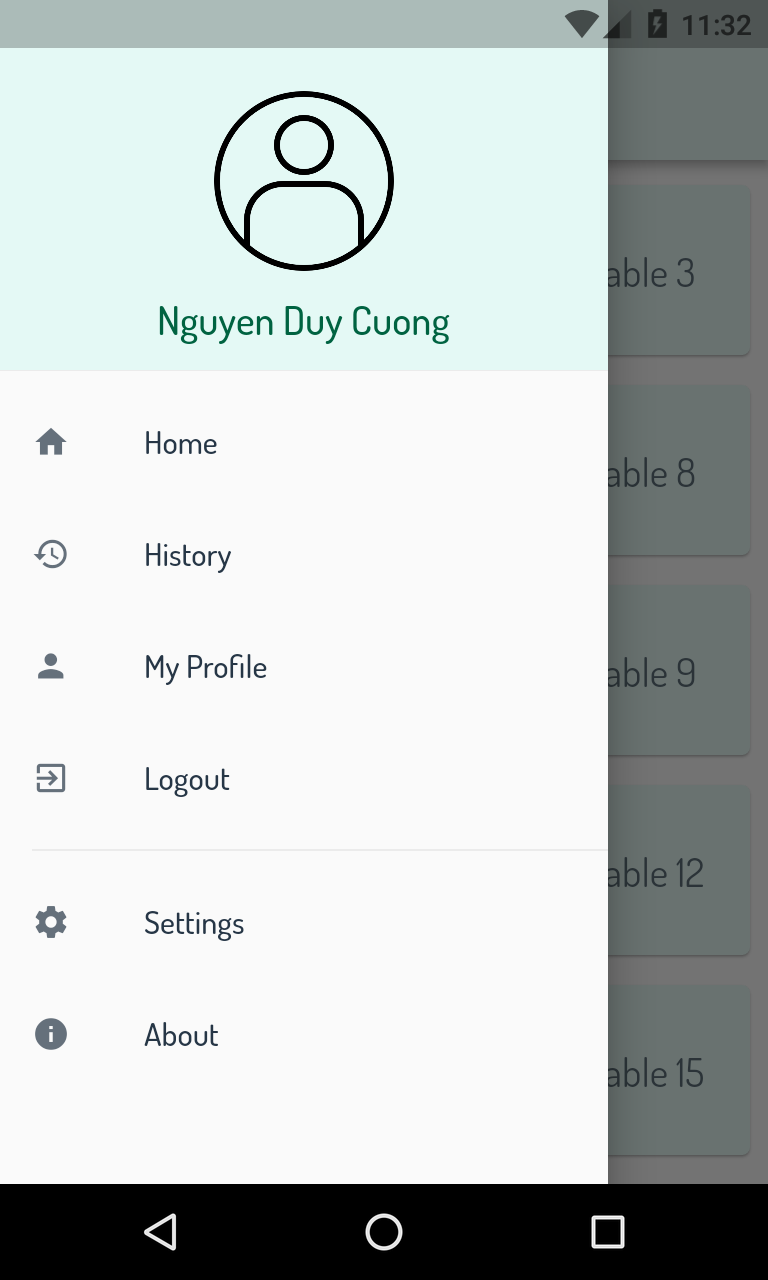 11:32
Nguyen Duy Cuong
Home
History
My Profile
Logout
Settings
About
able 3
able 8
able 9
able 12
able 15